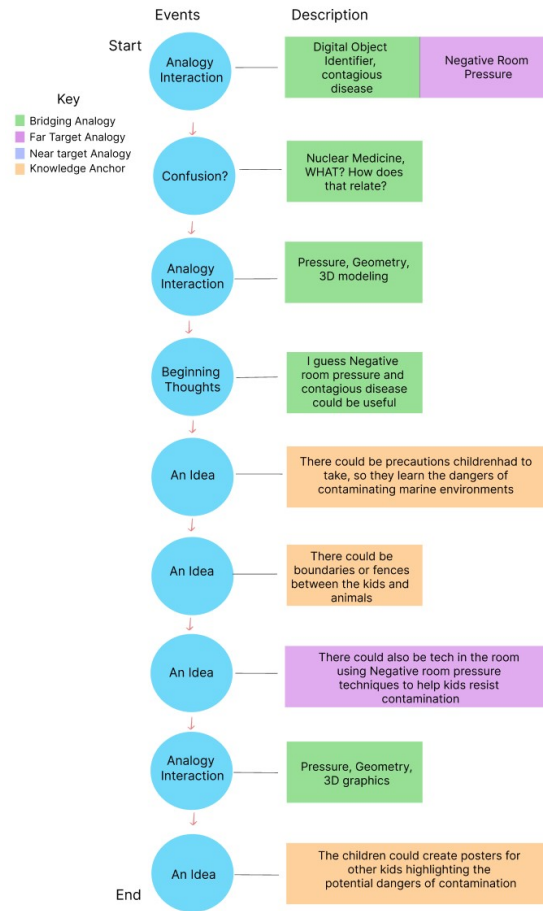 Events
Description
Start
Analogy
Interaction
Digital Object
Identifier,
contagious
disease
Negative Room
Pressure
Key
Bridging Analogy
Far Target Analogy
Near target Analogy
Knowledge Anchor
Confusion?
Nuclear Medicine,
WHAT? How does
that relate?
Analogy
Interaction
Pressure, Geometry,
3D modeling
Beginning
Thoughts
I guess Negative
room pressure and
contagious disease
could be useful
An Idea
There could be precautions childrenhad to
take, so they learn the dangers of
contaminating marine environments
An Idea
There could be
boundaries or fences
between the kids and
animals
An Idea
There could also be tech in the room
using Negative room pressure
techniques to help kids resist
contamination
Analogy
Interaction
Pressure, Geometry,
3D graphics
An Idea
The children could create posters for
other kids highlighting the
potential dangers of contamination
End